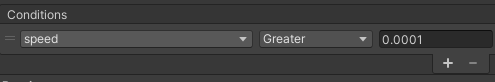 Conditions
speed Greater 0.0001
+ −